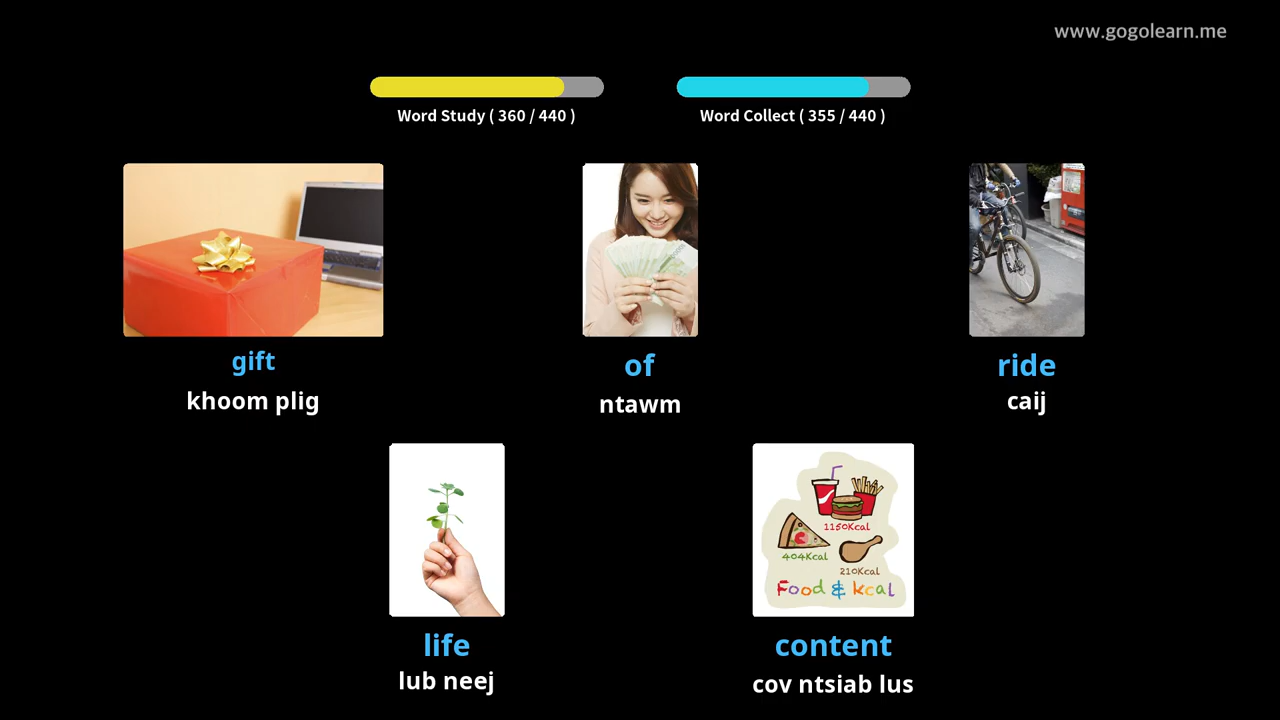 www.gogolearn.me
Word Study ( 360 / 440 )
Word Collect ( 355 / 440 )
gift
khoom plig
of
ntawm
ride
caij
1150Kcal
404Kcal
210Kcal
Food & kcal
life
lub neej
content
cov ntsiab lus